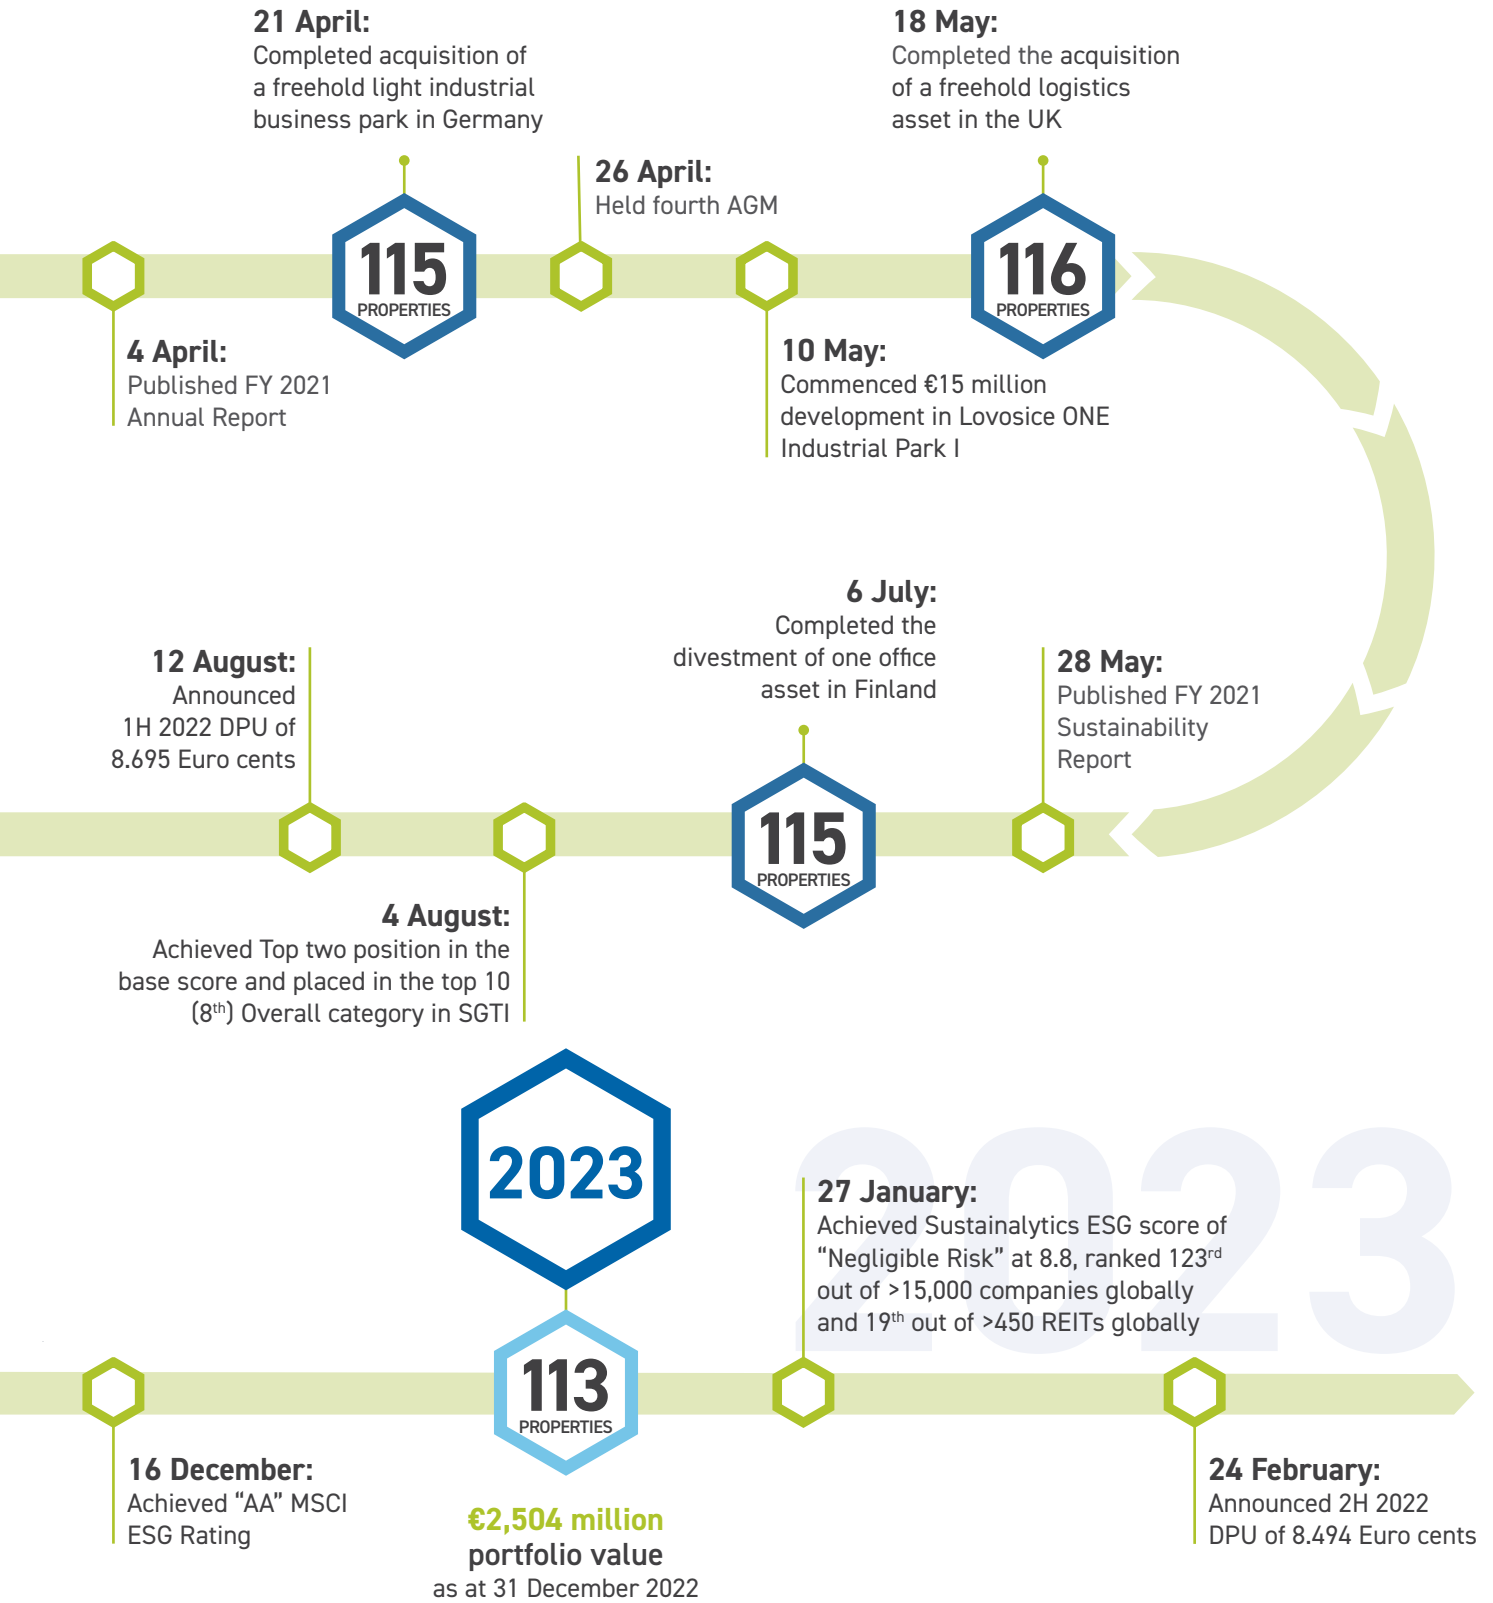 21 April:
Completed acquisition of
a freehold light industrial
business park in Germany
18 May:
Completed the acquisition
of a freehold logistics
asset in the UK
26 April:
Held fourth AGM
115
PROPERTIES
116
PROPERTIES
4 April:
Published FY 2021
Annual Report
10 May:
Commenced €15 million
development in Lovosice ONE
Industrial Park I
28 May:
Published FY 2021
Sustainability
Report
6 July:
Completed the
divestment of one office
asset in Finland
115
PROPERTIES
4 August:
Achieved Top two position in the
base score and placed in the top 10
(8th) Overall category in SGTI
12 August:
Announced
1H 2022 DPU of
8.695 Euro cents
2023
2023
16 December:
Achieved “AA” MSCI
ESG Rating
113
PROPERTIES
€2,504 million
portfolio value
as at 31 December 2022
27 January:
Achieved Sustainalytics ESG score of
“Negligible Risk” at 8.8, ranked 123rd
out of >15,000 companies globally
and 19th out of >450 REITs globally
24 February:
Announced 2H 2022
DPU of 8.494 Euro cents